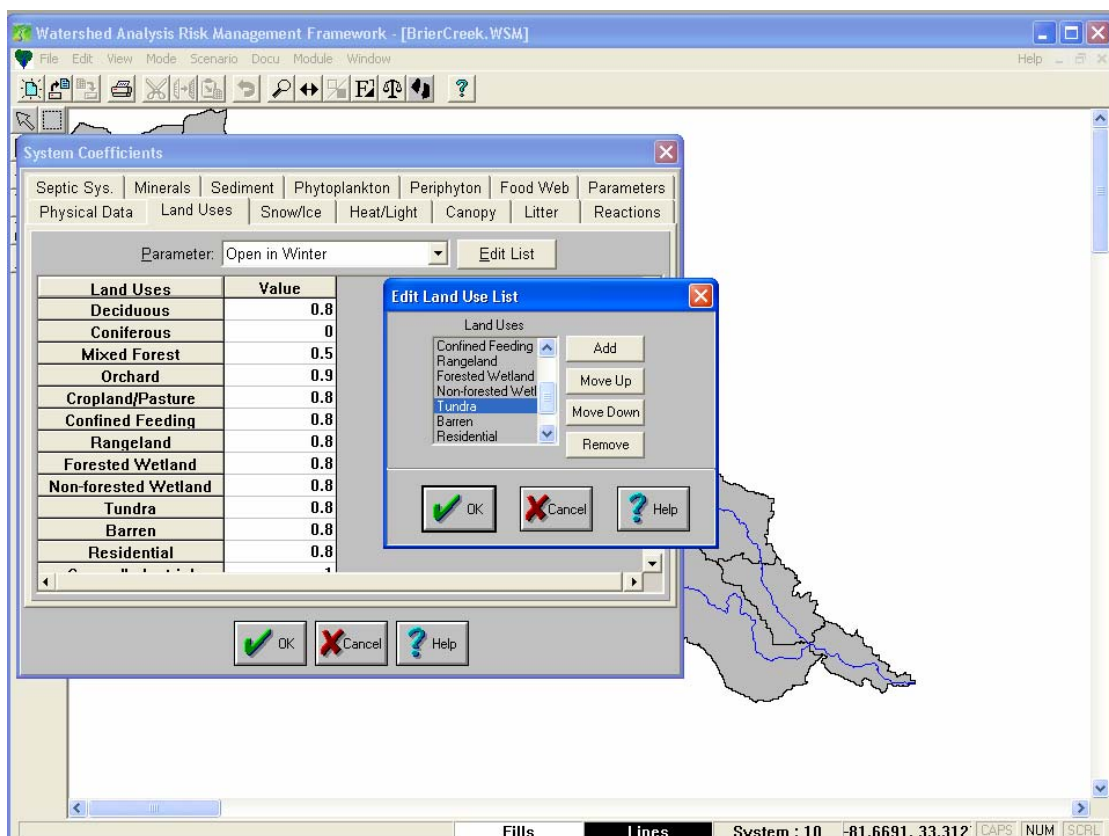 Watershed Analysis Risk Management Framework - [BrierCreek.WSM]
File Edit View Mode Scenario Docu Module Window Help
System Coefficients
Septic Sys. Minerals Sediment Phytoplankton Periphyton Food Web Parameters
Physical Data Land Uses Snow/Ice Heat/Light Canopy Litter Reactions
Parameter: Open in Winter Edit List
Land Uses Value
Deciduous 0.8
Coniferous 0
Mixed Forest 0.5
Orchard 0.9
Cropland/Pasture 0.8
Confined Feeding 0.8
Rangeland 0.8
Forested Wetland 0.8
Non-forested Wetland 0.8
Tundra 0.8
Barren 0.8
Residential 0.8
OK Cancel Help
Edit Land Use List
Land Uses
Confined Feeding
Rangeland
Forested Wetland
Non-forested Wetl
Tundra
Barren
Residential
Add
Move Up
Move Down
Remove
OK Cancel Help
Fills Lines System : 10 -81.6691, 33.312 CAPS NUM SCRL